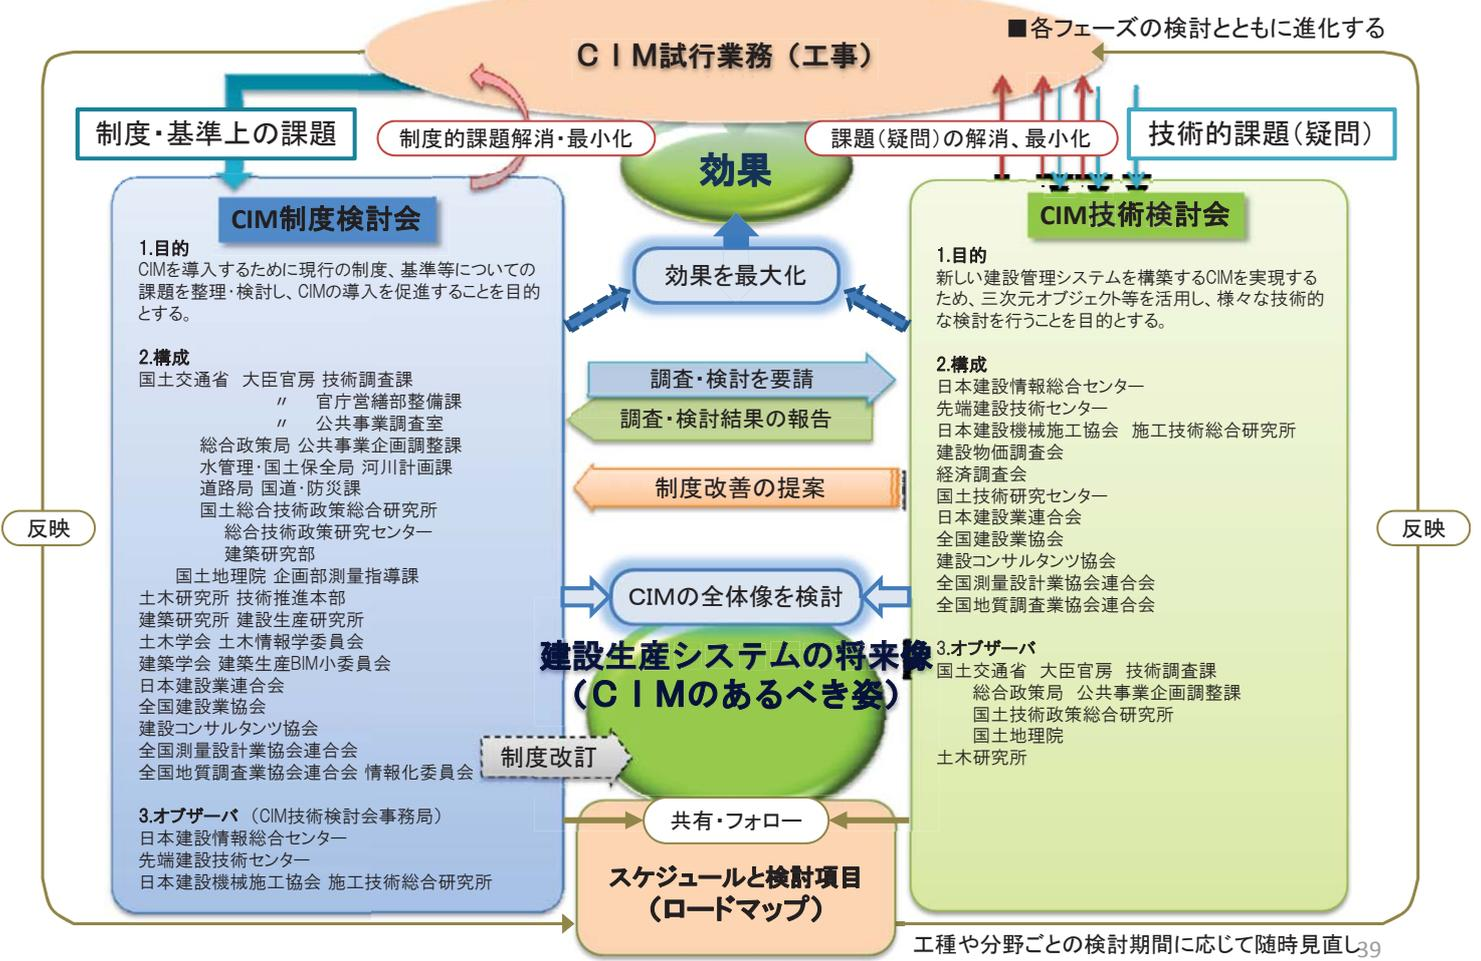 ■各フェーズの検討とともに進化する
ＣＩＭ試行業務（工事）
制度・基準上の課題
制度的課題解消・最小化
効果
課題（疑問）の解消、最小化
技術的課題（疑問）
CIM制度検討会
1.目的
CIMを導入するために現行の制度、基準等についての
課題を整理・検討し、CIMの導入を促進することを目的
とする。
2.構成
国土交通省　大臣官房 技術調査課
〃　官庁営繕部整備課
〃　公共事業調査室
総合政策局 公共事業企画調整課
水管理・国土保全局 河川計画課
道路局 国道・防災課
国土総合技術政策総合研究所
総合技術政策研究センター
建築研究部
国土地理院 企画部測量指導課
土木研究所 技術推進本部
建築研究所 建設生産研究所
土木学会 土木情報学委員会
建築学会 建築生産BIM小委員会
日本建設業連合会
全国建設業協会
建設コンサルタンツ協会
全国測量設計業協会連合会
全国地質調査業協会連合会 情報化委員会
3.オブザーバ （CIM技術検討会事務局）
日本建設情報総合センター
先端建設技術センター
日本建設機械施工協会 施工技術総合研究所
効果を最大化
調査・検討を要請
調査・検討結果の報告
制度改善の提案
CIMの全体像を検討
建設生産システムの将来像
（ＣＩＭのあるべき姿）
制度改訂
共有・フォロー
スケジュールと検討項目
（ロードマップ）
CIM技術検討会
1.目的
新しい建設管理システムを構築するCIMを実現する
ため、三次元オブジェクト等を活用し、様々な技術的
な検討を行うことを目的とする。
2.構成
日本建設情報総合センター
先端建設技術センター
日本建設機械施工協会　施工技術総合研究所
建設物価調査会
経済調査会
国土技術研究センター
日本建設業連合会
全国建設業協会
建設コンサルタンツ協会
全国測量設計業協会連合会
全国地質調査業協会連合会
3.オブザーバ
国土交通省　大臣官房　技術調査課
総合政策局　公共事業企画調整課
国土技術政策総合研究所
国土地理院
土木研究所
反映
反映
工種や分野ごとの検討期間に応じて随時見直し
39